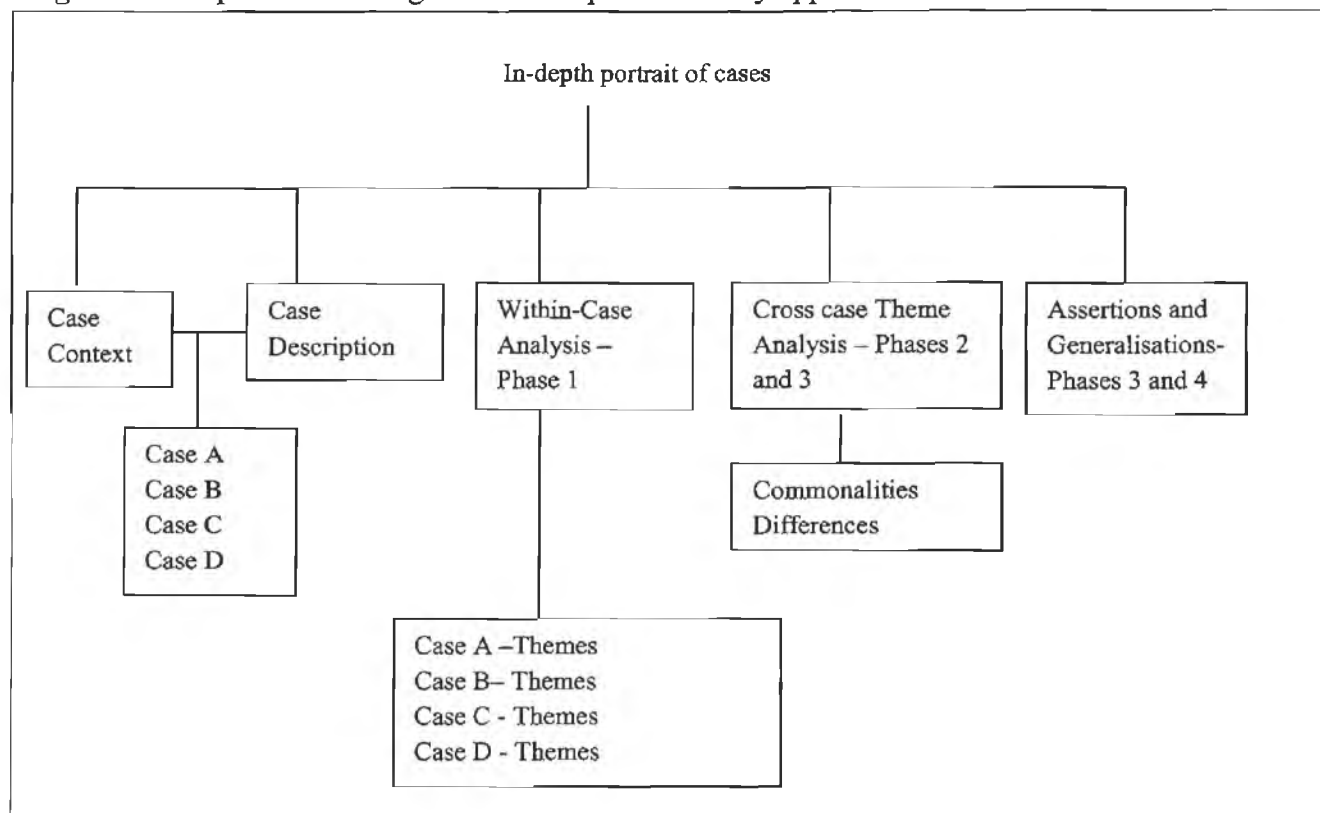 In-depth portrait of cases
Case
Context
Case
Description
Within-Case
Analysis –
Phase 1
Cross case Theme
Analysis – Phases 2
and 3
Assertions and
Generalisations-
Phases 3 and 4
Case A
Case B
Case C
Case D
Commonalities
Differences
Case A –Themes
Case B– Themes
Case C - Themes
Case D - Themes